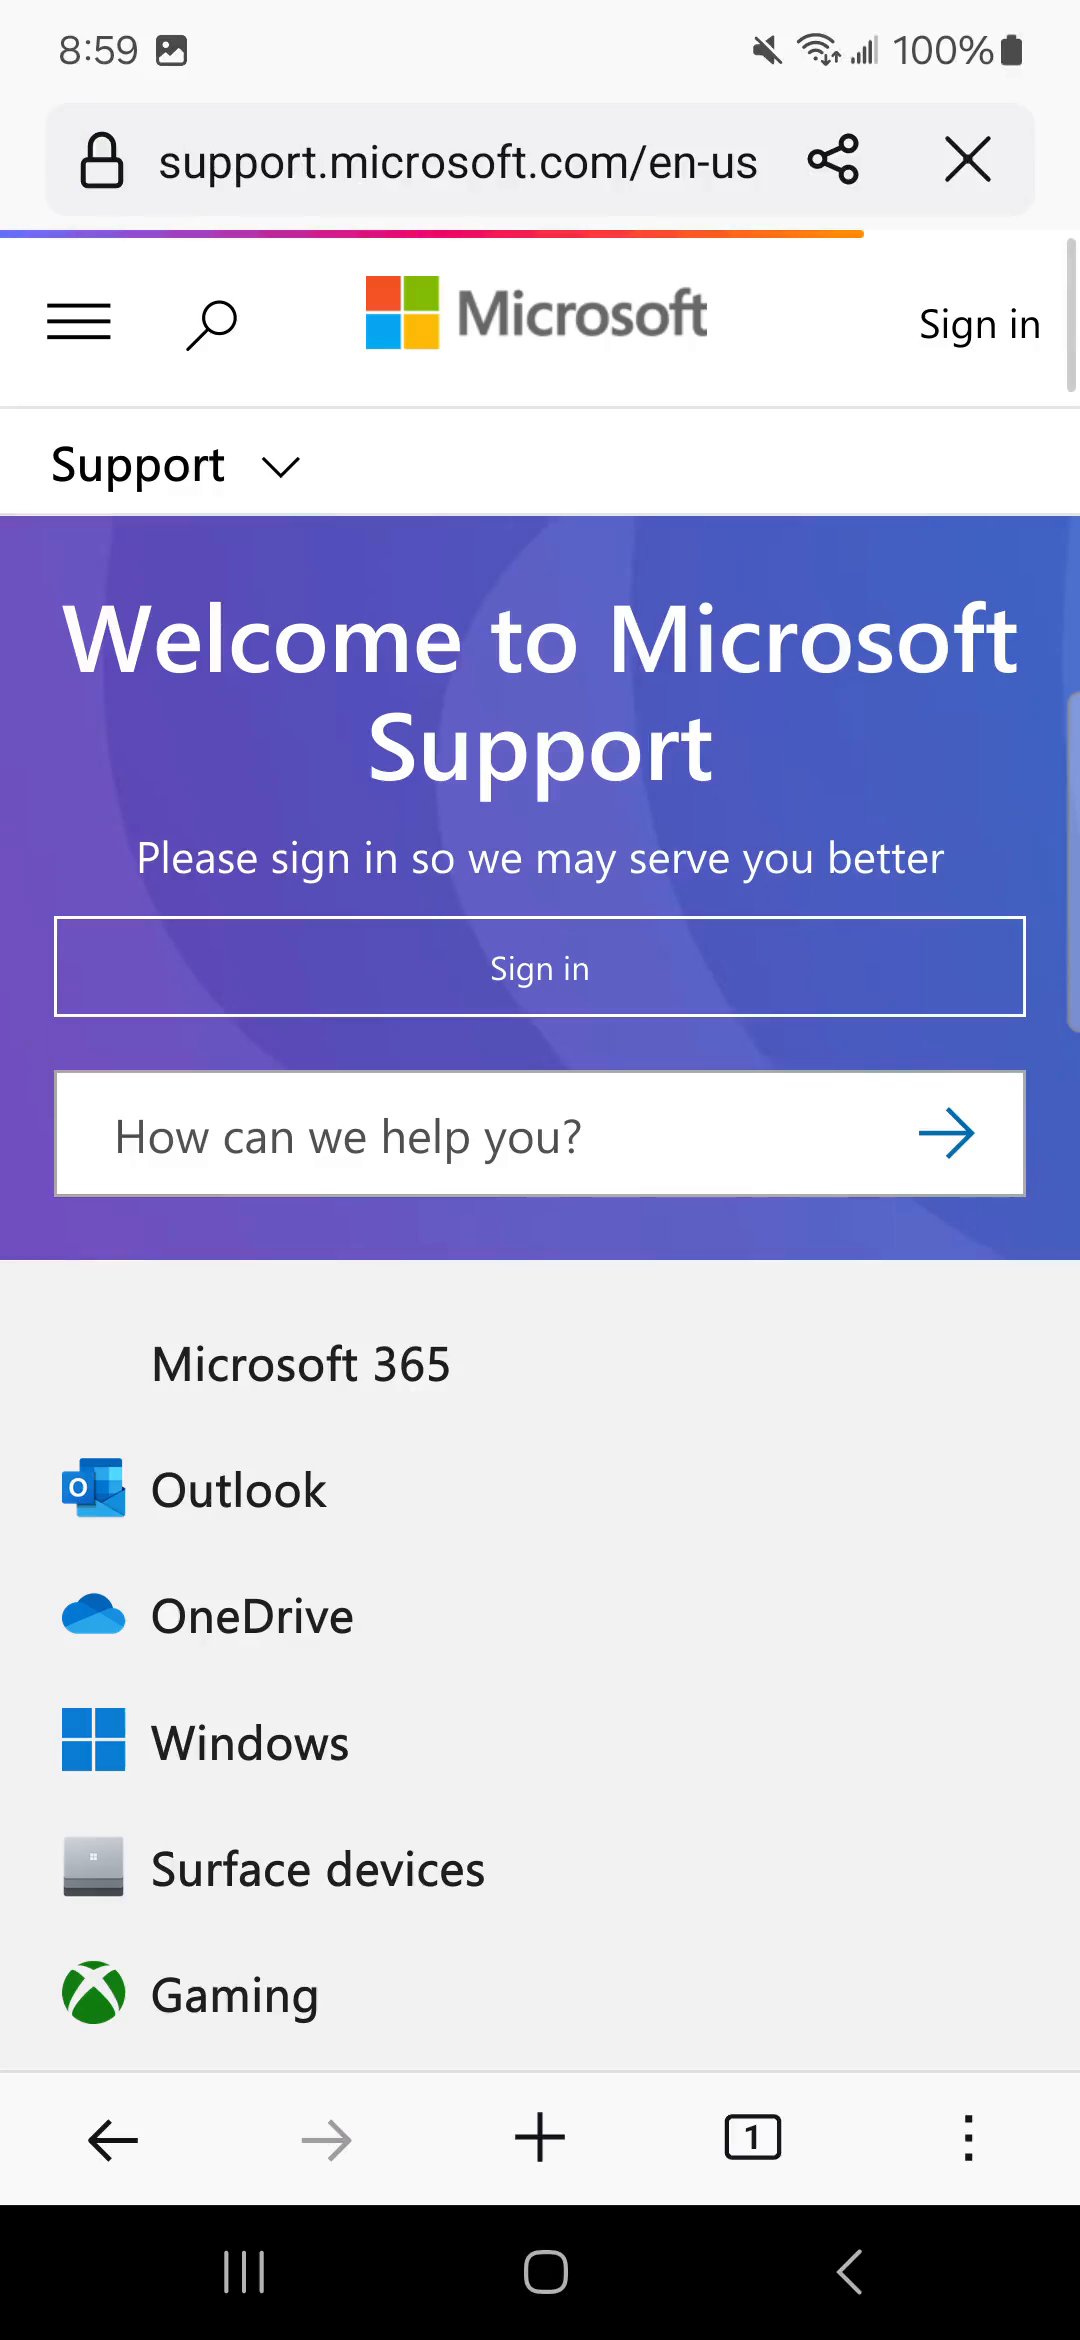 8:59
100%
support.microsoft.com/en-us
Microsoft
Sign in
Support
Welcome to Microsoft
Support
Please sign in so we may serve you better
Sign in
How can we help you?
Microsoft 365
Outlook
OneDrive
Windows
Surface devices
Gaming
1